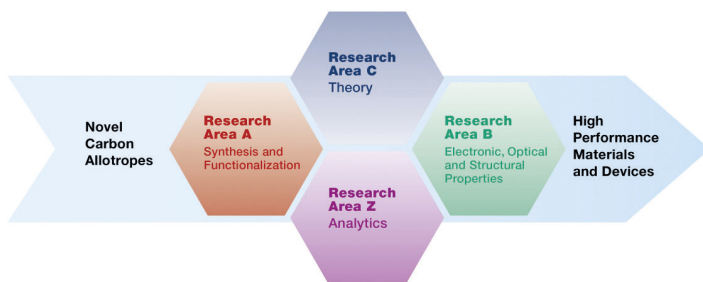 Novel
Carbon
Allotropes
Research
Area A
Synthesis and
Functionalization
Research
Area C
Theory
Research
Area Z
Analytics
Research
Area B
Electronic, Optical
and Structural
Properties
High
Performance
Materials
and Devices